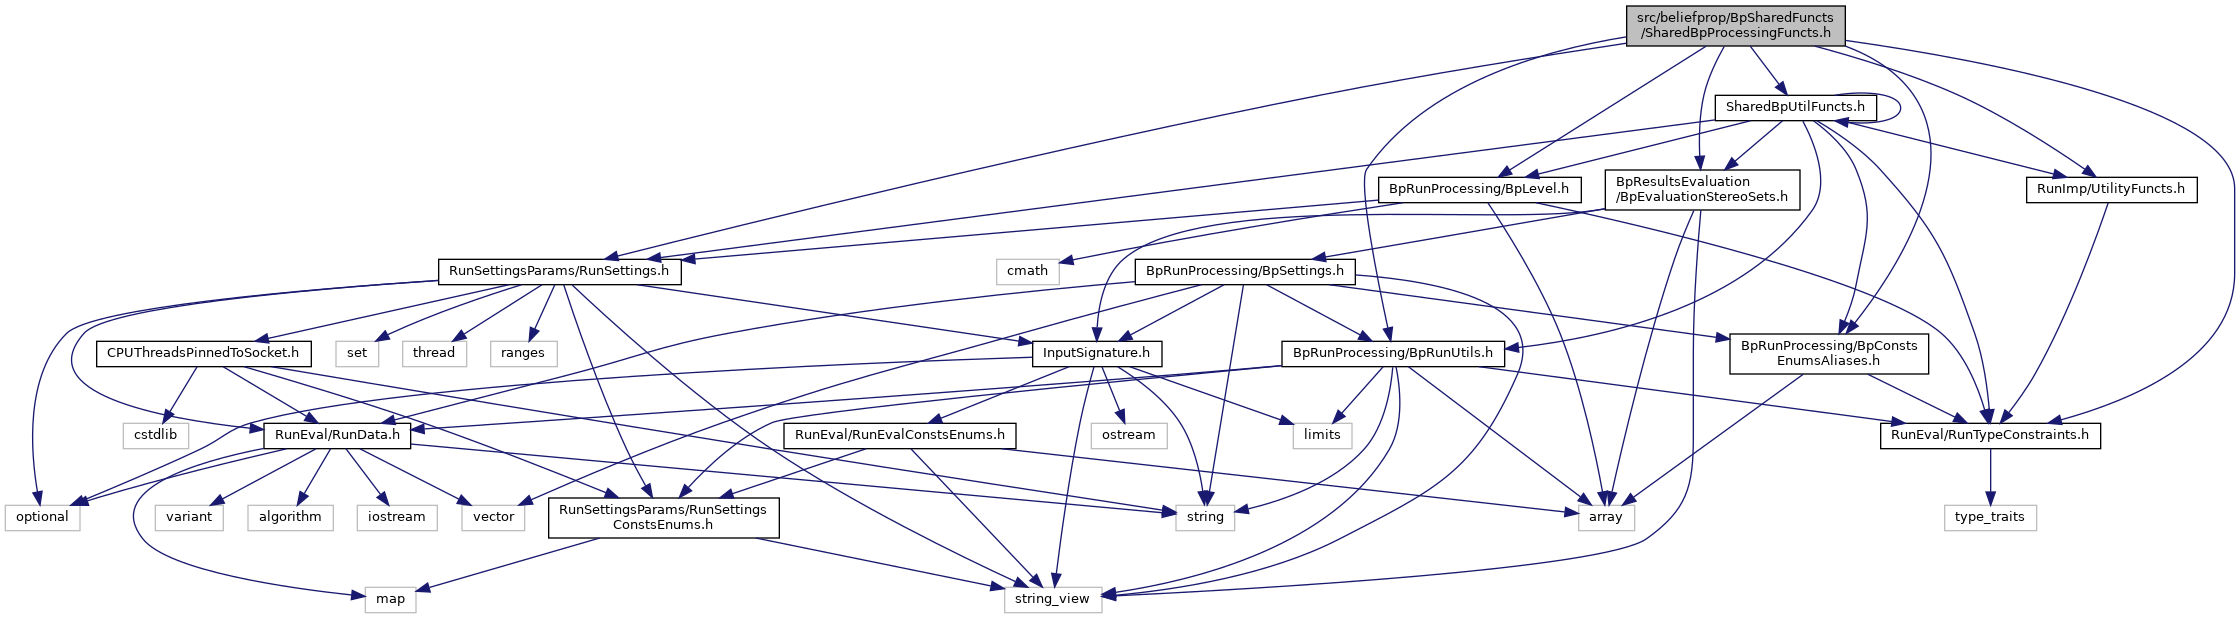 src/beliefprop/BpSharedFuncts
/SharedBpProcessingFuncts.h
SharedBpUtilFuncts.h
BpRunProcessing/BpLevel.h
BpResultsEvaluation
/BpEvaluationStereoSets.h
RunImp/UtilityFuncts.h
RunSettingsParams/RunSettings.h
cmath
BpRunProcessing/BpSettings.h
CPUThreadsPinnedToSocket.h
set
thread
ranges
InputSignature.h
BpRunProcessing/BpRunUtils.h
BpRunProcessing/BpConsts
EnumsAliases.h
cstdlib
RunEval/RunData.h
RunEval/RunEvalConstsEnums.h
ostream
limits
RunEval/RunTypeConstraints.h
optional
variant
algorithm
iostream
vector
RunSettingsParams/RunSettings
ConstsEnums.h
string
array
type_traits
map
string_view